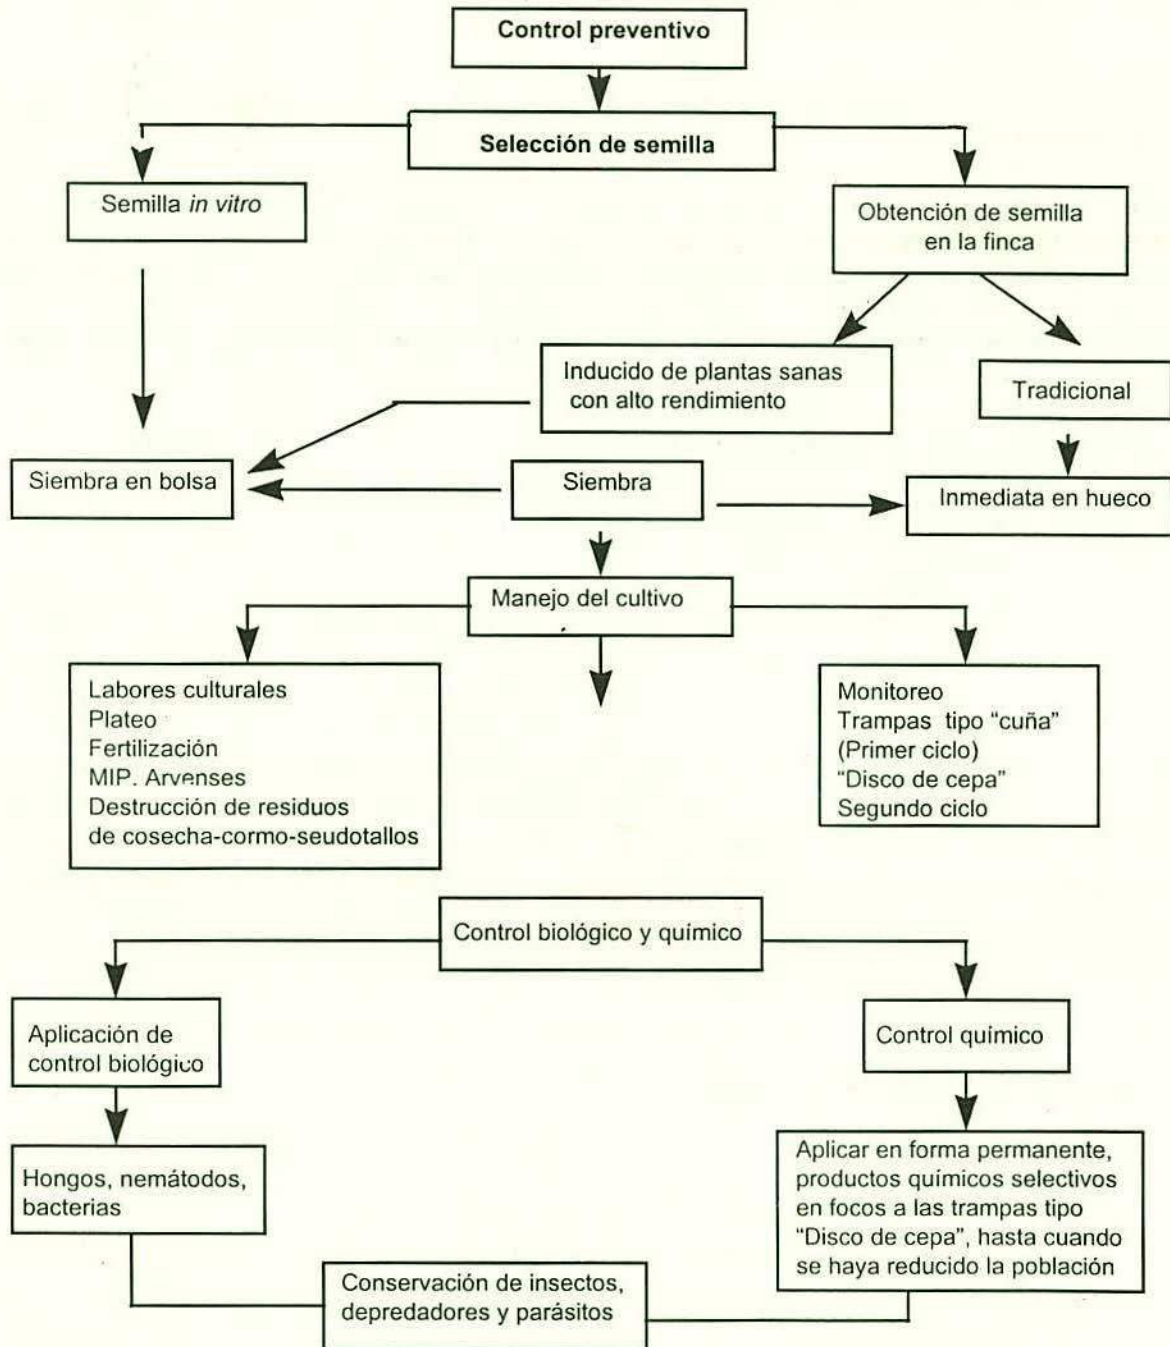 Control preventivo
Selección de semilla
Semilla in vitro
Obtención de semilla
en la finca
Inducido de plantas sanas
con alto rendimiento
Tradicional
Siembra en bolsa
Siembra
Inmediata en hueco
Manejo del cultivo
Labores culturales
Plateo
Fertilización
MIP. Arvenses
Destrucción de residuos
de cosecha-cormo-seudotallos
Monitoreo
Trampas tipo “cuña”
(Primer ciclo)
“Disco de cepa”
Segundo ciclo
Control biológico y químico
Aplicación de
control biológico
Control químico
Hongos, nemátodos,
bacterias
Aplicar en forma permanente,
productos químicos selectivos
en focos a las trampas tipo
“Disco de cepa”, hasta cuando
se haya reducido la población
Conservación de insectos,
depredadores y parásitos